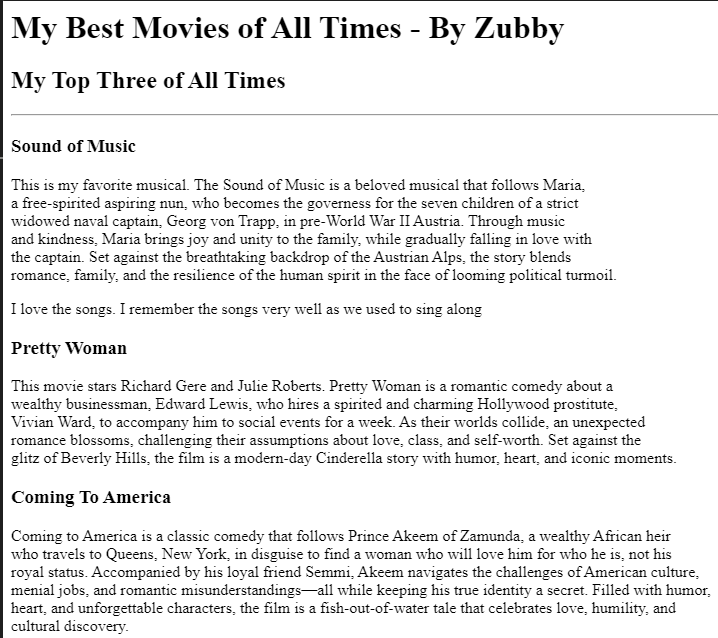 My Best Movies of All Times - By Zubby
My Top Three of All Times
Sound of Music
This is my favorite musical. The Sound of Music is a beloved musical that follows Maria,
a free-spirited aspiring nun, who becomes the governess for the seven children of a strict
widowed naval captain, Georg von Trapp, in pre-World War II Austria. Through music
and kindness, Maria brings joy and unity to the family, while gradually falling in love with
the captain. Set against the breathtaking backdrop of the Austrian Alps, the story blends
romance, family, and the resilience of the human spirit in the face of looming political turmoil.
I love the songs. I remember the songs very well as we used to sing along
Pretty Woman
This movie stars Richard Gere and Julie Roberts. Pretty Woman is a romantic comedy about a
wealthy businessman, Edward Lewis, who hires a spirited and charming Hollywood prostitute,
Vivian Ward, to accompany him to social events for a week. As their worlds collide, an unexpected
romance blossoms, challenging their assumptions about love, class, and self-worth. Set against the
glitz of Beverly Hills, the film is a modern-day Cinderella story with humor, heart, and iconic moments.
Coming To America
Coming to America is a classic comedy that follows Prince Akeem of Zamunda, a wealthy African heir
who travels to Queens, New York, in disguise to find a woman who will love him for who he is, not his
royal status. Accompanied by his loyal friend Semmi, Akeem navigates the challenges of American culture,
menial jobs, and romantic misunderstandings—all while keeping his true identity a secret. Filled with humor,
heart, and unforgettable characters, the film is a fish-out-of-water tale that celebrates love, humility, and
cultural discovery.